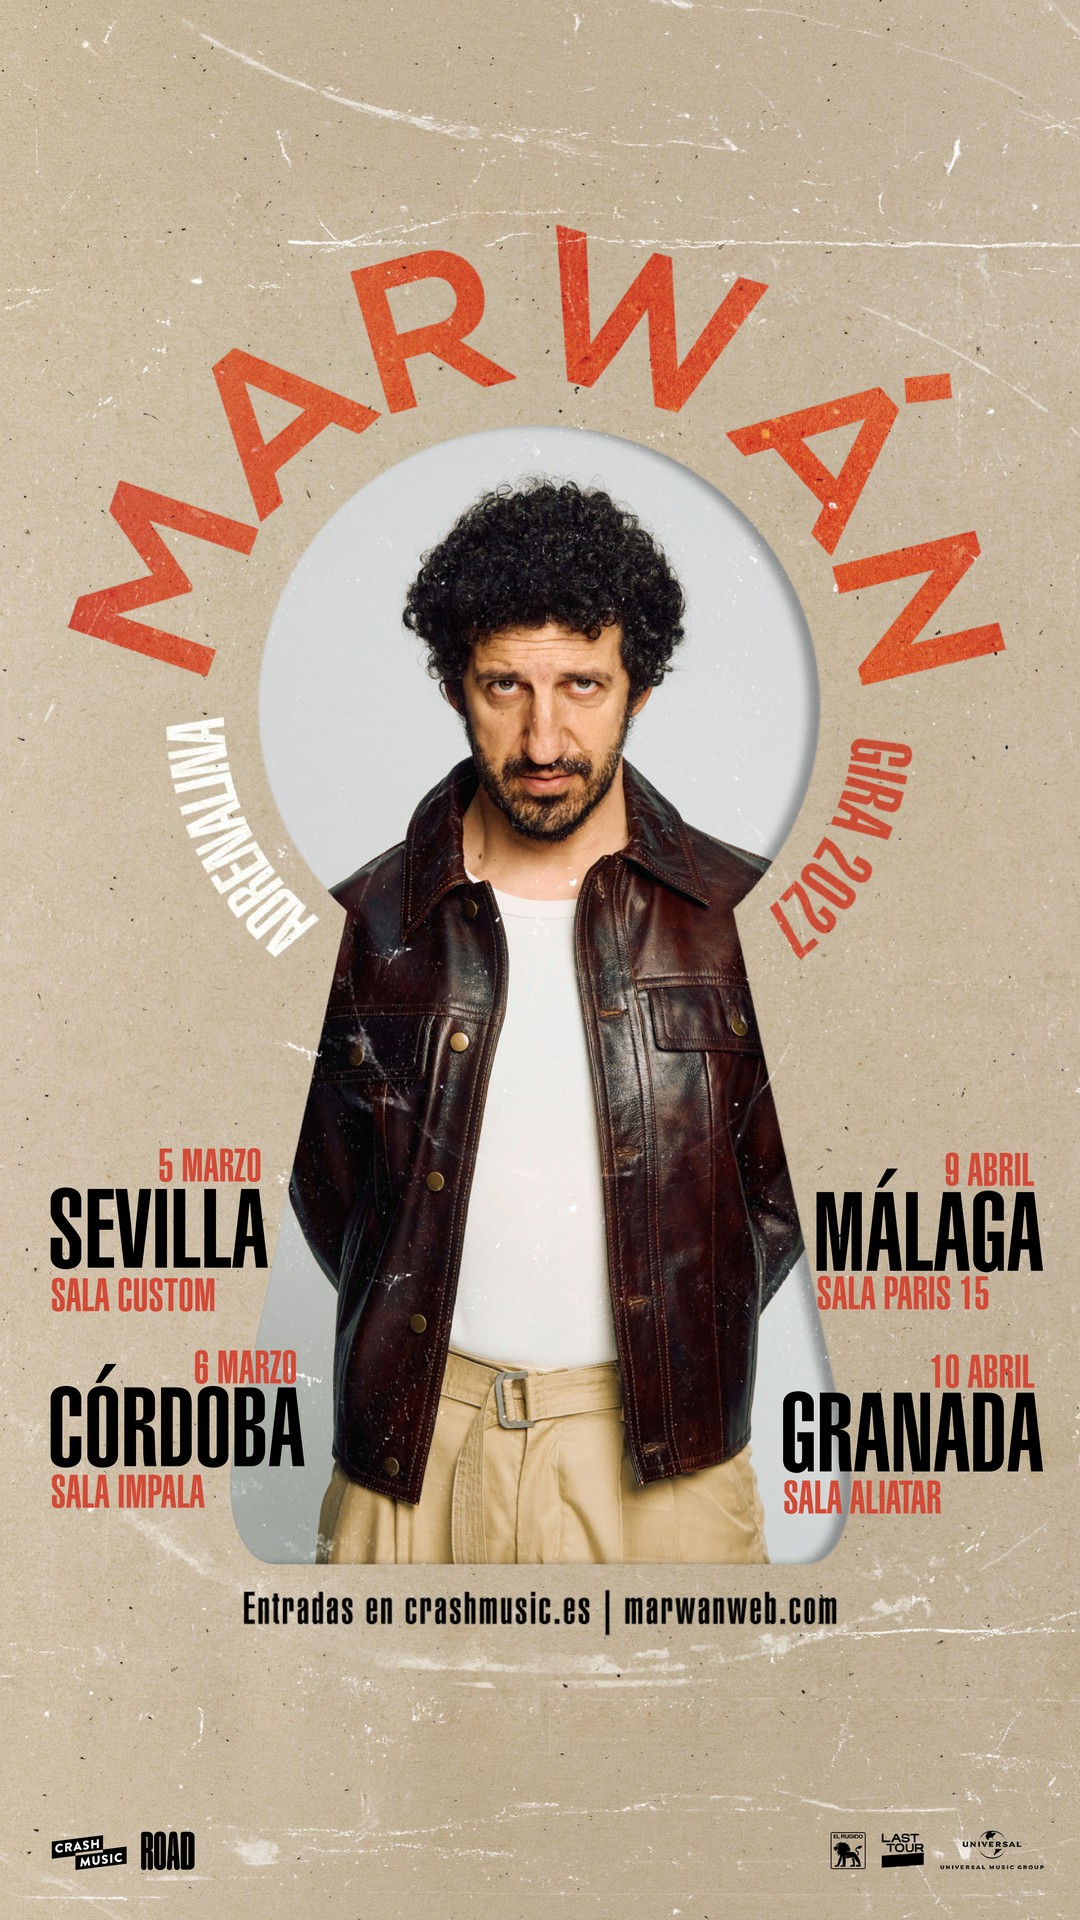 MARWÁN
ADRENALINA
GIRA 2027
5 MARZO
SEVILLA
SALA CUSTOM
6 MARZO
CÓRDOBA
SALA IMPALA
9 ABRIL
MÁLAGA
SALA PARIS 15
10 ABRIL
GRANADA
SALA ALIATAR
Entradas en crashmusic.es | marwanweb.com
CRASH
MUSIC
ROAD
EL RUGIDO
LAST
TOUR
UNIVERSAL
UNIVERSAL MUSIC GROUP